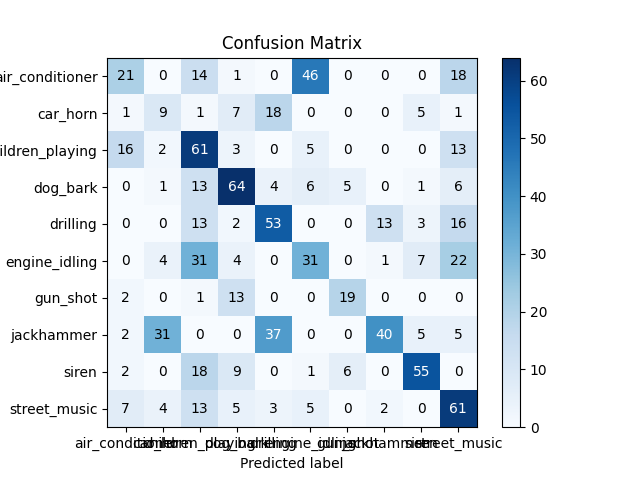 Confusion Matrix
air_conditioner 21 0 14 1 0 46 0 0 0 18
car_horn 1 9 1 7 18 0 0 0 5 1
ildren_playing 16 2 61 3 0 5 0 0 0 13
dog_bark 0 1 13 64 4 6 5 0 1 6
drilling 0 0 13 2 53 0 0 13 3 16
engine_idling 0 4 31 4 0 31 0 1 7 22
gun_shot 2 0 1 13 0 0 19 0 0 0
jackhammer 2 31 0 0 37 0 0 40 5 5
siren 2 0 18 9 0 1 6 0 55 0
street_music 7 4 13 5 3 5 0 2 0 61
street_music
Predicted label
60
50
40
30
20
10
0